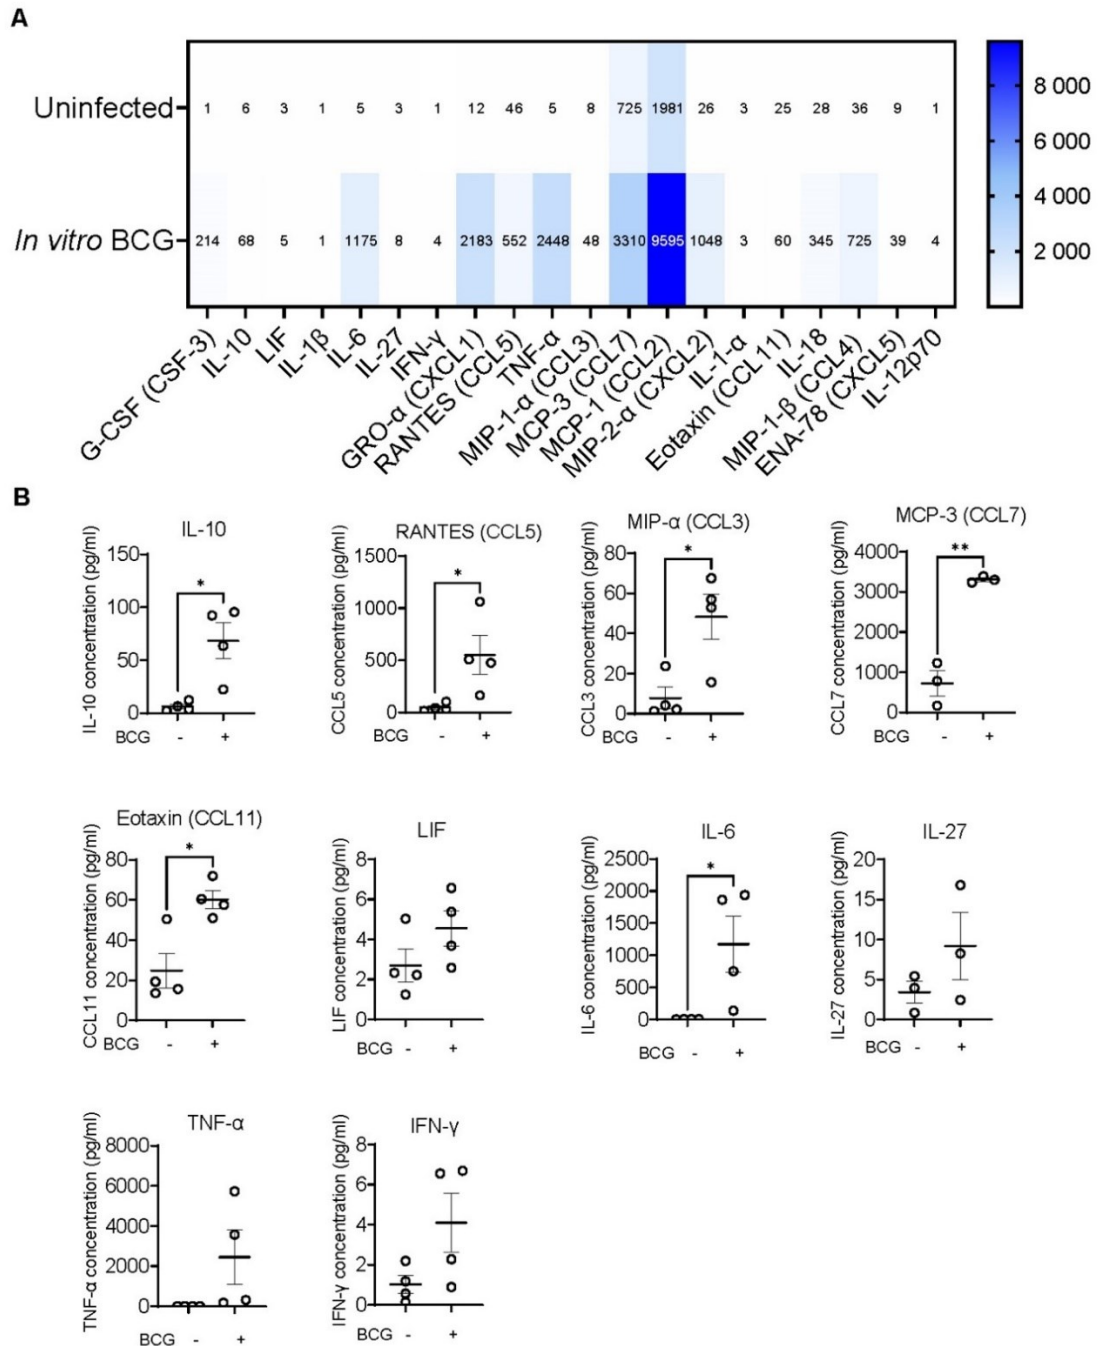 A
Uninfected 1 6 3 1 5 3 1 12 46 5 8 725 1981 26 3 25 28 36 9 1
In vitro BCG 214 68 5 1 1175 8 4 2183 552 2448 48 3310 9595 1048 3 60 345 725 39 4
8 000
6 000
4 000
2 000
G-CSF (CSF-3)
IL-10
LIF
IL-1β
IL-6
IL-27
IFN-γ
GRO-α (CXCL1)
RANTES (CCL5)
TNF-α
MIP-1-α (CCL3)
MCP-3 (CCL7)
MCP-1 (CCL2)
MIP-2-α (CXCL2)
IL-1-α
Eotaxin (CCL11)
IL-18
MIP-1-β (CCL4)
ENA-78 (CXCL5)
IL-12p70
B
IL-10
IL-10 concentration (pg/ml)
150
100
50
0
*
BCG - +
RANTES (CCL5)
CCL5 concentration (pg/ml)
1500
1000
500
0
*
BCG - +
MIP-α (CCL3)
CCL3 concentration (pg/ml)
80
60
40
20
0
*
BCG - +
MCP-3 (CCL7)
CCL7 concentration (pg/ml)
4000
3000
2000
1000
0
**
BCG - +
Eotaxin (CCL11)
CCL11 concentration (pg/ml)
80
60
40
20
0
*
BCG - +
LIF
LIF concentration (pg/ml)
8
6
4
2
0
BCG - +
IL-6
IL-6 concentration (pg/ml)
2500
2000
1500
1000
500
0
*
BCG - +
IL-27
IL-27 concentration (pg/ml)
20
15
10
5
0
BCG - +
TNF-α
TNF-α concentration (pg/ml)
8000
6000
4000
2000
0
BCG - +
IFN-γ
IFN-γ concentration (pg/ml)
8
6
4
2
0
BCG - +